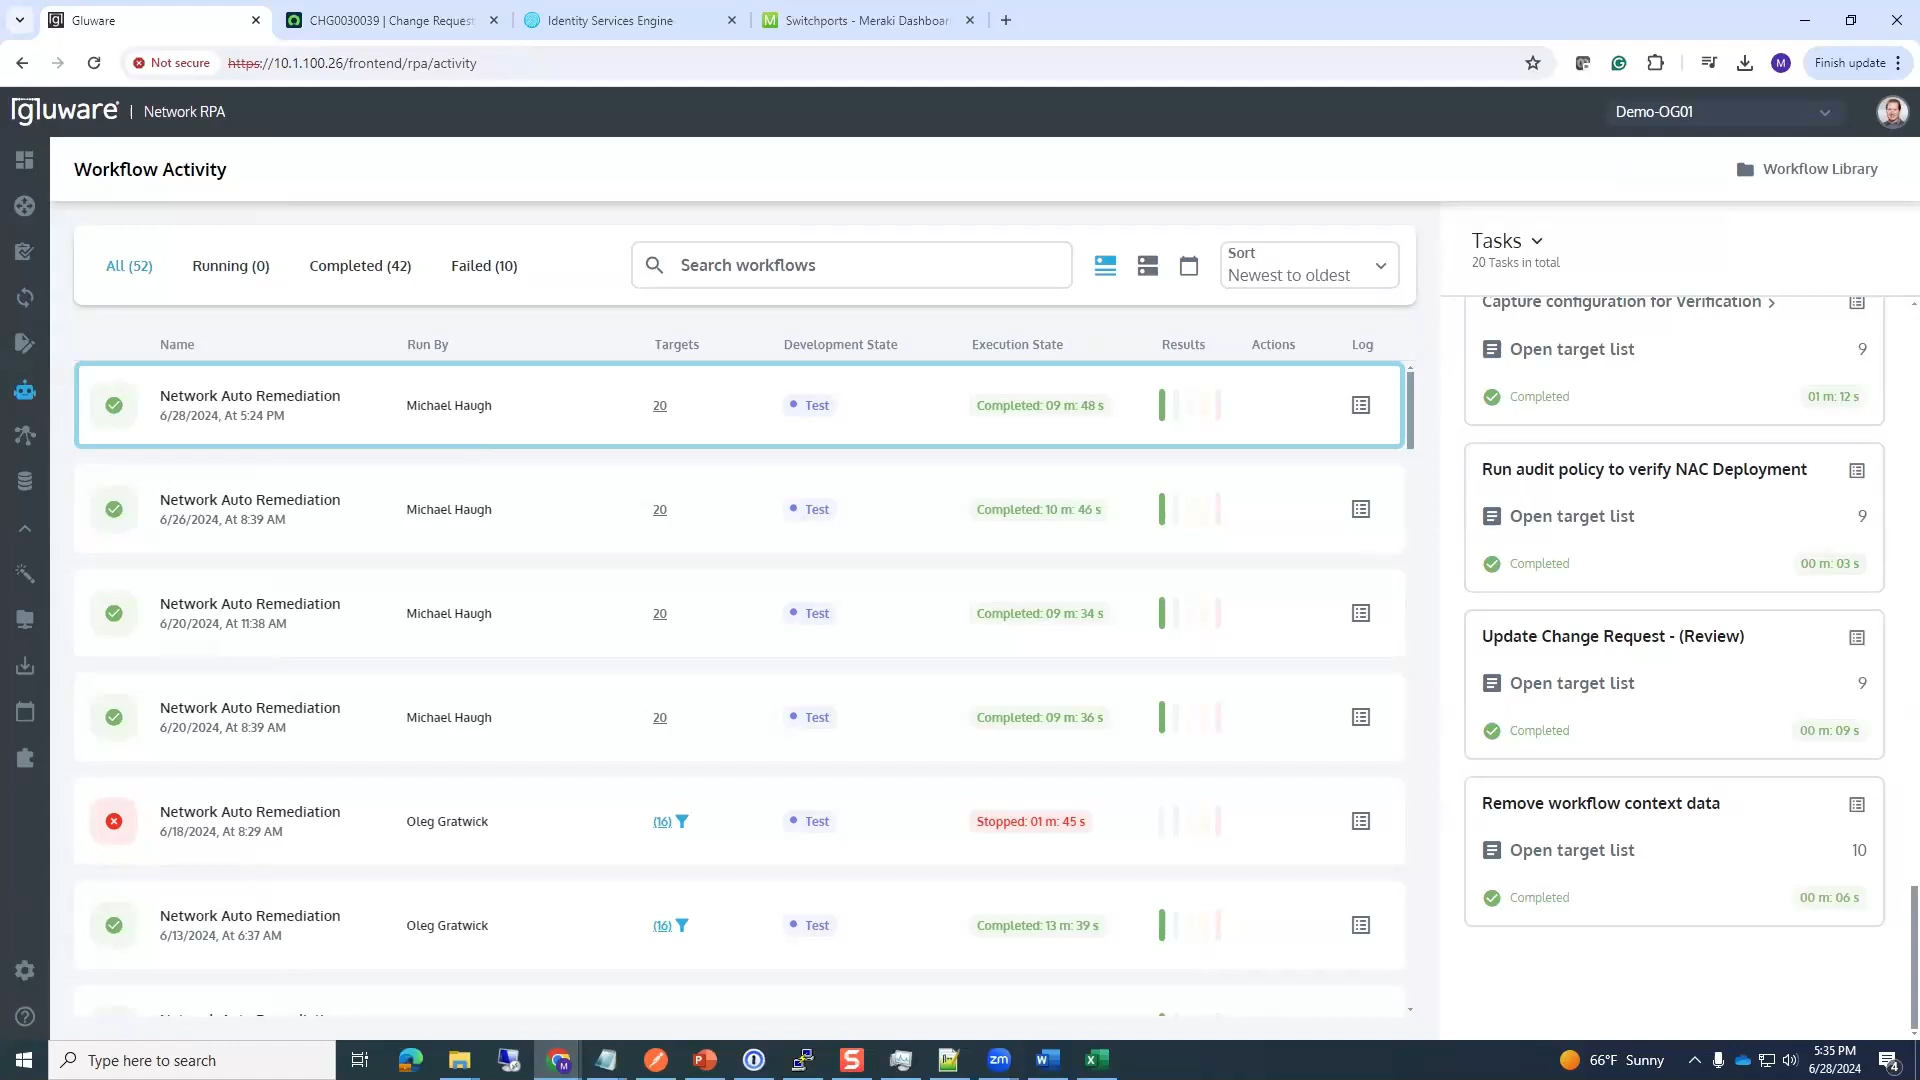 Gluware
CHG0030039 | Change Request
Identity Services Engine
Switchports - Meraki Dashboar
Not secure
https://10.1.100.26/frontend/rpa/activity
M
Finish update
gluware | Network RPA
Demo-OG01
Workflow Activity
Workflow Library
All (52)
Running (0)
Completed (42)
Failed (10)
Search workflows
Sort
Newest to oldest
Tasks
20 Tasks in total
Name
Run By
Targets
Development State
Execution State
Results
Actions
Log
Network Auto Remediation
6/28/2024, At 5:24 PM
Michael Haugh
20
Test
Completed: 09 m: 48 s
Network Auto Remediation
6/26/2024, At 8:39 AM
Michael Haugh
20
Test
Completed: 10 m: 46 s
Network Auto Remediation
6/20/2024, At 11:38 AM
Michael Haugh
20
Test
Completed: 09 m: 34 s
Network Auto Remediation
6/20/2024, At 8:39 AM
Michael Haugh
20
Test
Completed: 09 m: 36 s
Network Auto Remediation
6/18/2024, At 8:29 AM
Oleg Gratwick
(16)
Test
Stopped: 01 m: 45 s
Network Auto Remediation
6/13/2024, At 6:37 AM
Oleg Gratwick
(16)
Test
Completed: 13 m: 39 s
Capture configuration for Verification
Open target list
9
Completed
01 m: 12 s
Run audit policy to verify NAC Deployment
Open target list
9
Completed
00 m: 03 s
Update Change Request - (Review)
Open target list
9
Completed
00 m: 09 s
Remove workflow context data
Open target list
10
Completed
00 m: 06 s
Type here to search
zm
66°F Sunny
5:35 PM
6/28/2024
4